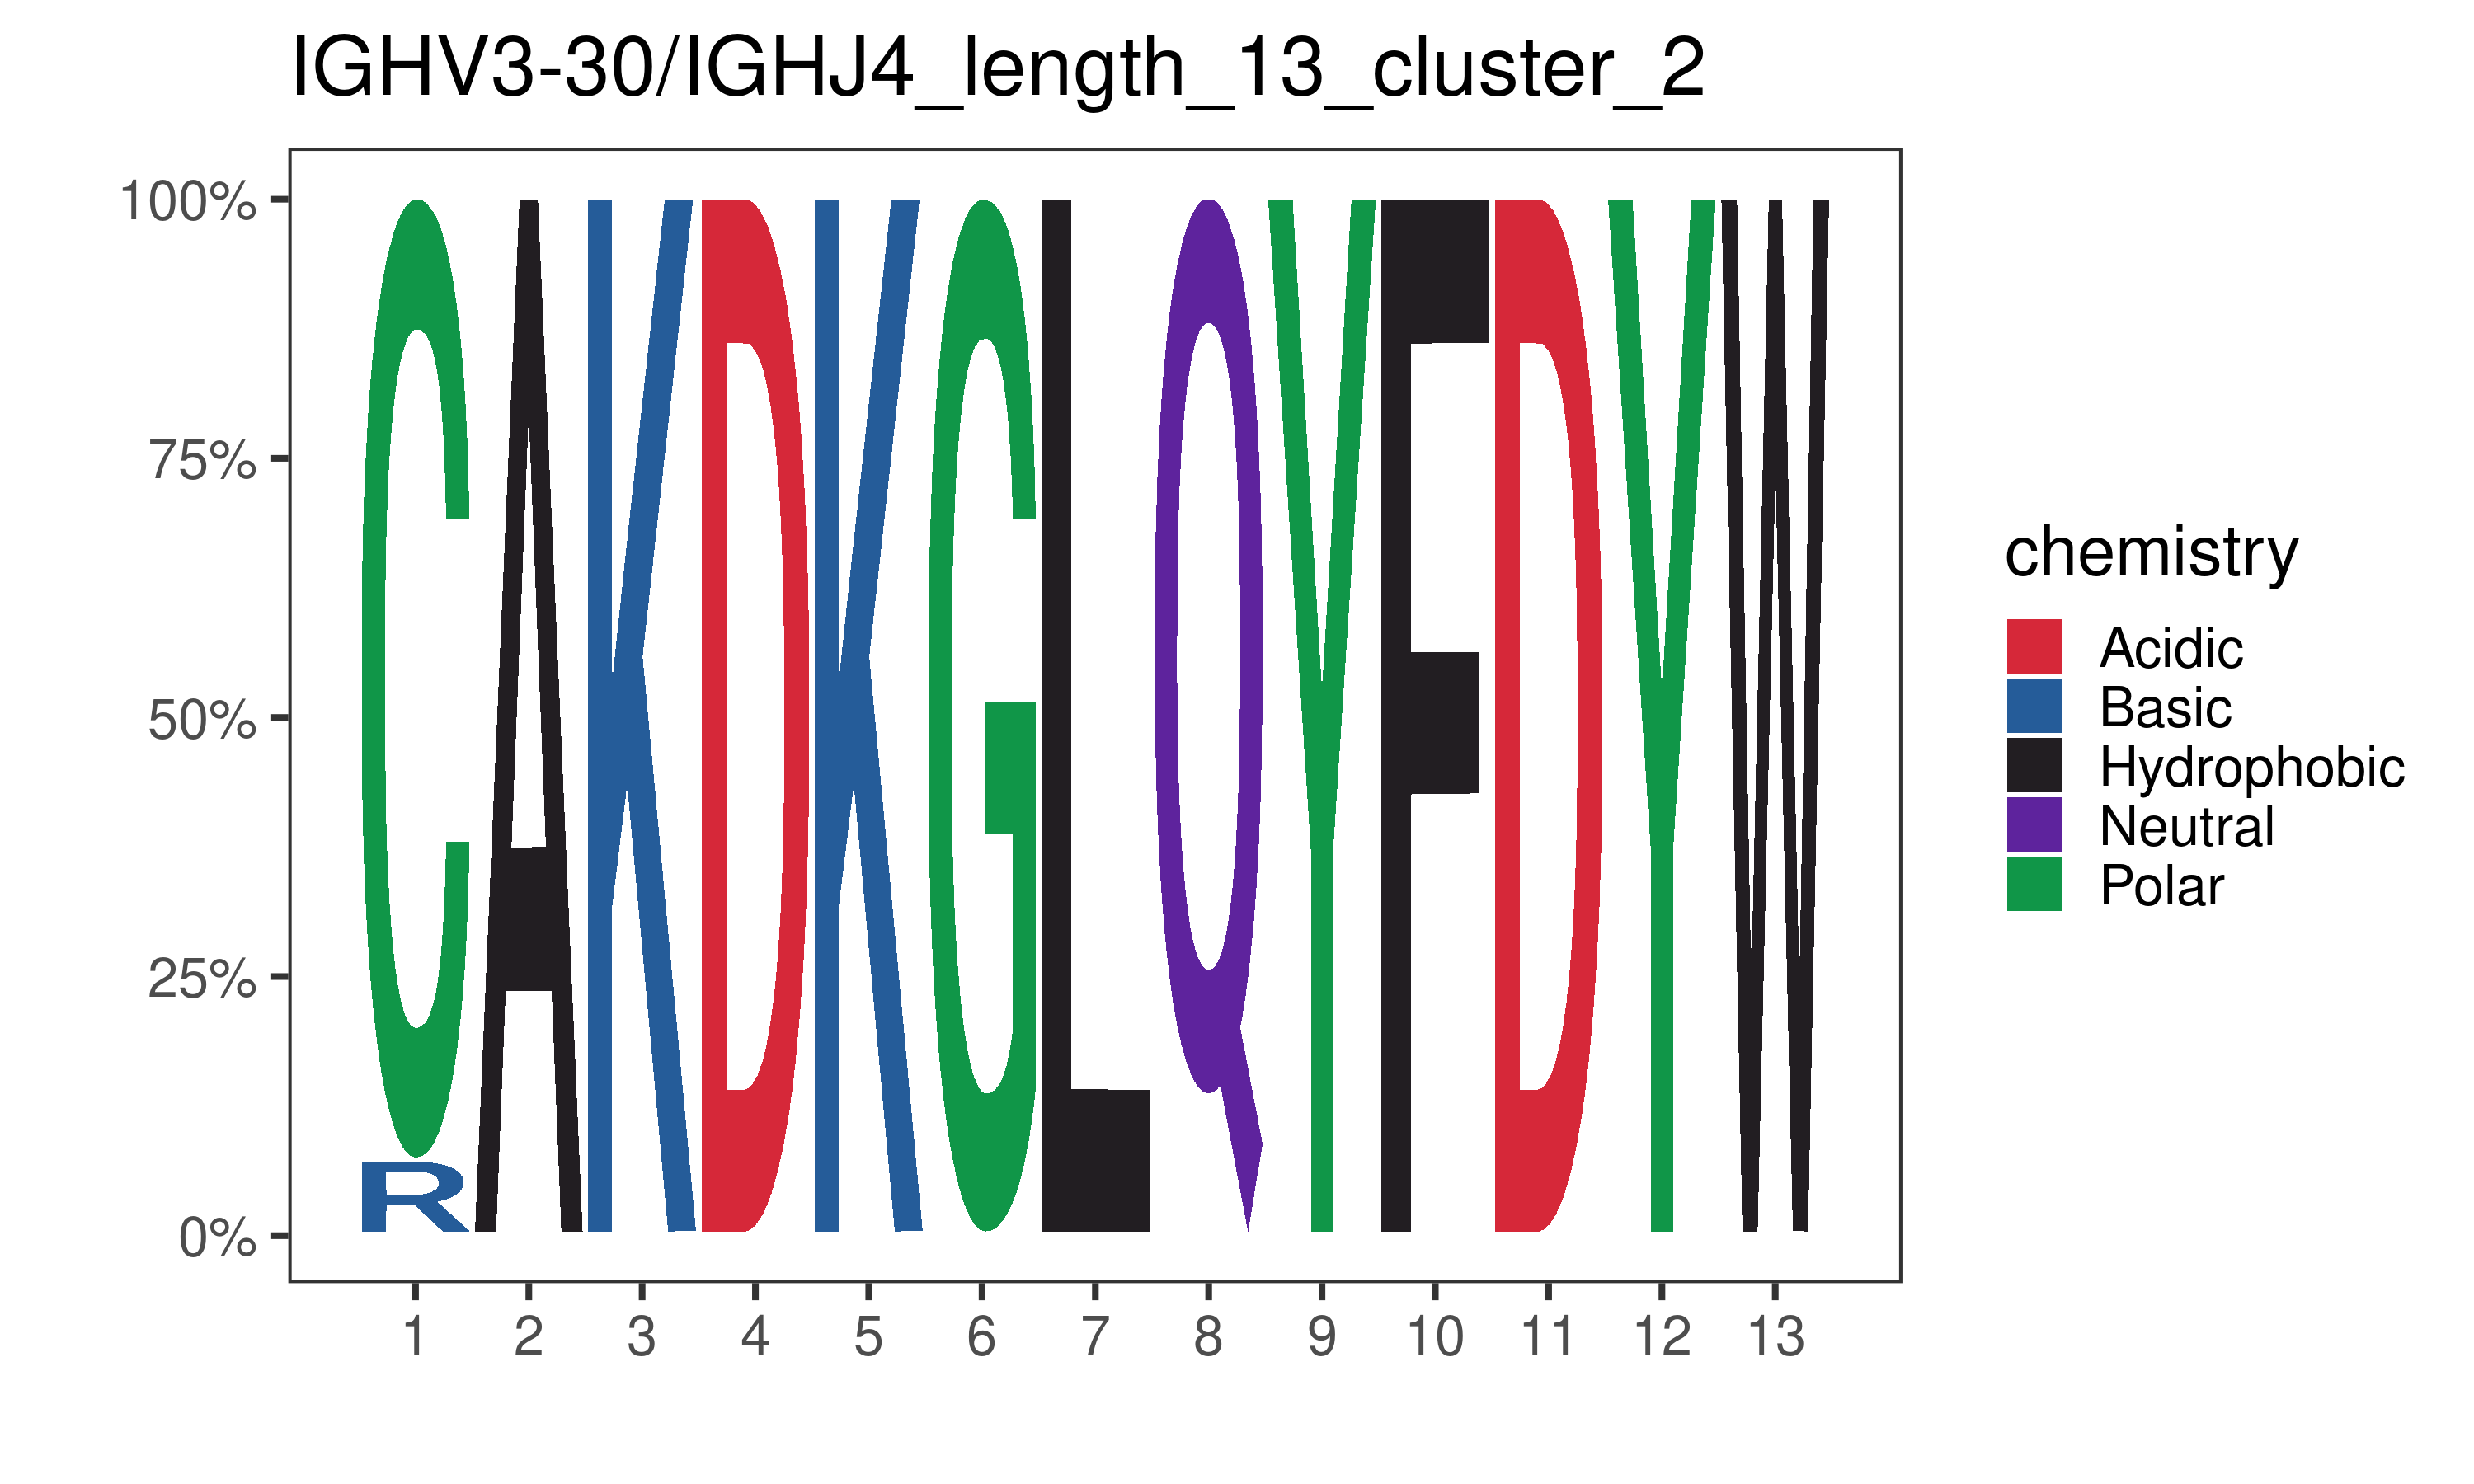 IGHV3-30/IGHJ4_length_13_cluster_2
100%
75%
50%
25%
0%
CAKDKGLQYFDYW
R
1 2 3 4 5 6 7 8 9 10 11 12 13
chemistry
Acidic
Basic
Hydrophobic
Neutral
Polar